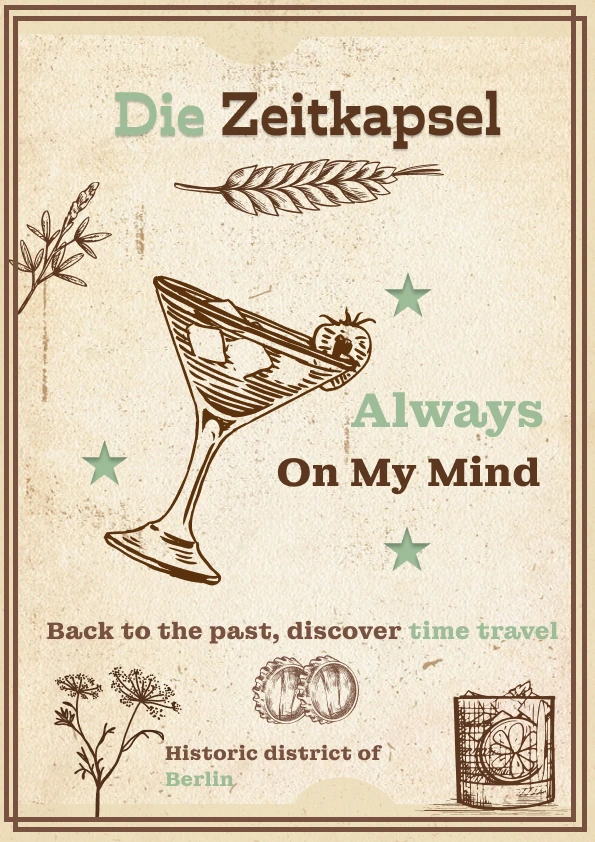 Die Zeitkapsel
Always
On My Mind
Back to the past, discover time travel
Historic district of
Berlin